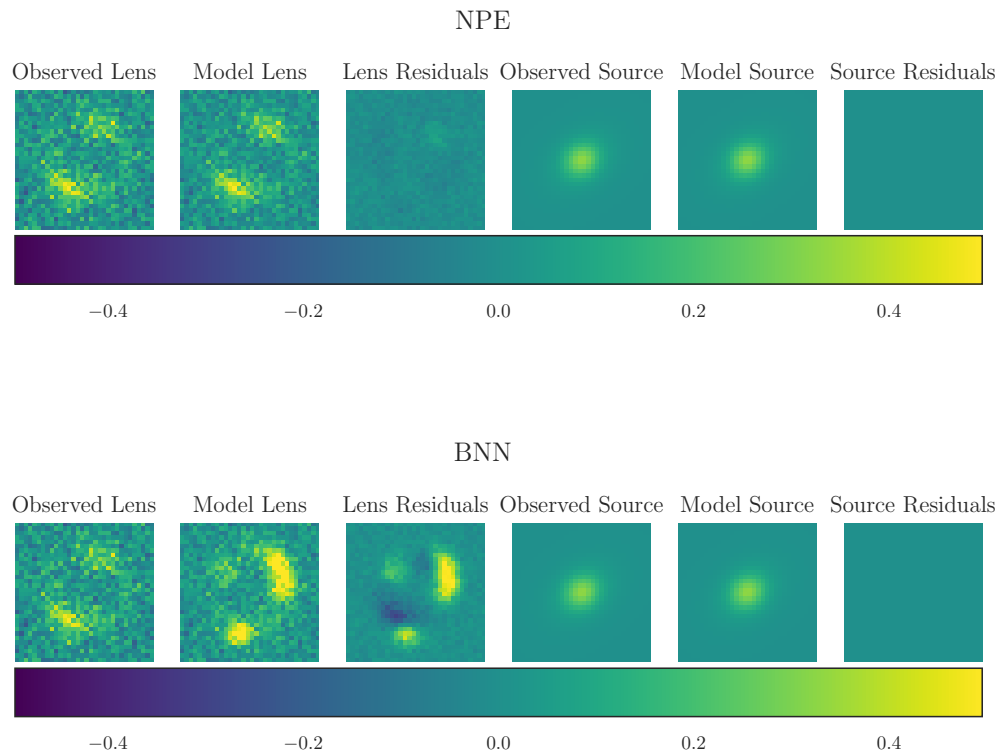 NPE
Observed Lens Model Lens Lens Residuals Observed Source Model Source Source Residuals
−0.4 −0.2 0.0 0.2 0.4
BNN
Observed Lens Model Lens Lens Residuals Observed Source Model Source Source Residuals
−0.4 −0.2 0.0 0.2 0.4